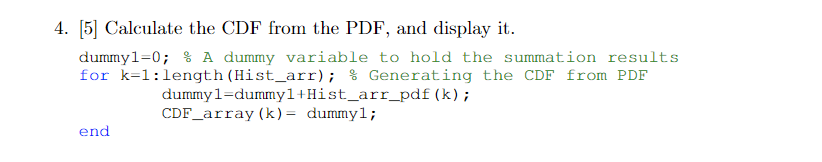 4. [5] Calculate the CDF from the PDF, and display it.
dummy1=0; % A dummy variable to hold the summation results
for k=1:length(Hist_arr); % Generating the CDF from PDF
dummy1=dummy1+Hist_arr_pdf(k);
CDF_array(k)= dummy1;
end